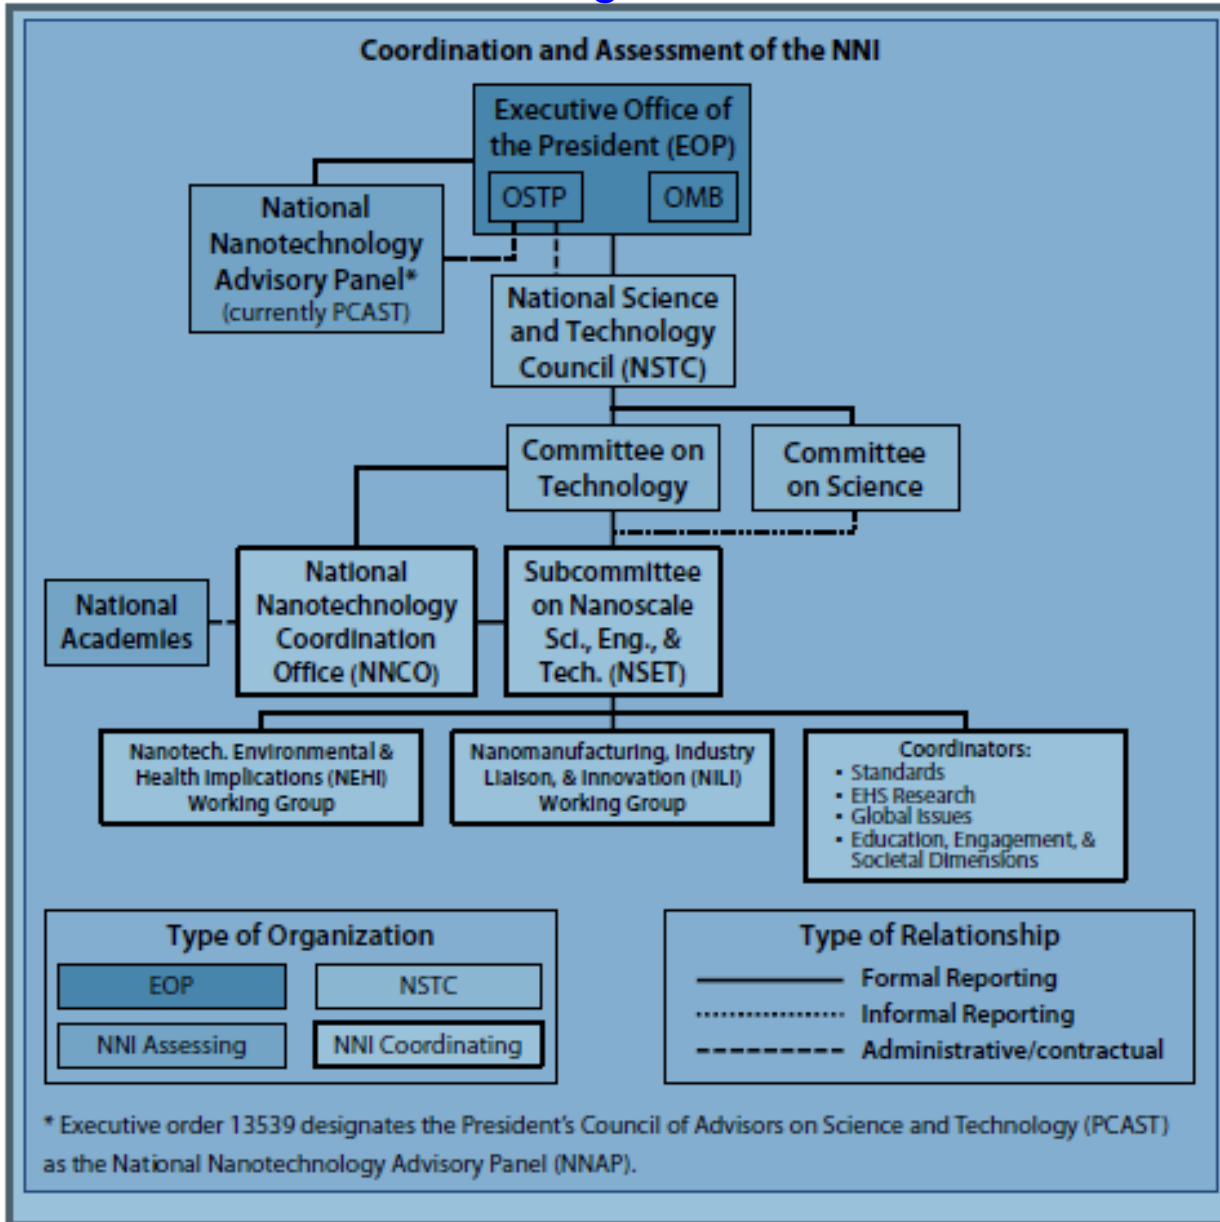 Coordination and Assessment of the NNI
Executive Office of
the President (EOP)
OSTP
OMB
National
Nanotechnology
Advisory Panel*
(currently PCAST)
National Science
and Technology
Council (NSTC)
Committee on
Technology
Committee
on Science
National
Academies
National
Nanotechnology
Coordination
Office (NNCO)
Subcommittee
on Nanoscale
Sci., Eng., &
Tech. (NSET)
Nanotech. Environmental &
Health Implications (NEHI)
Working Group
Nanomanufacturing, Industry
Liaison, & Innovation (NILI)
Working Group
Coordinators:
▪ Standards
▪ EHS Research
▪ Global Issues
▪ Education, Engagement, &
Societal Dimensions
Type of Organization
EOP
NSTC
NNI Assessing
NNI Coordinating
Type of Relationship
Formal Reporting
Informal Reporting
Administrative/contractual
* Executive order 13539 designates the President's Council of Advisors on Science and Technology (PCAST)
as the National Nanotechnology Advisory Panel (NNAP).